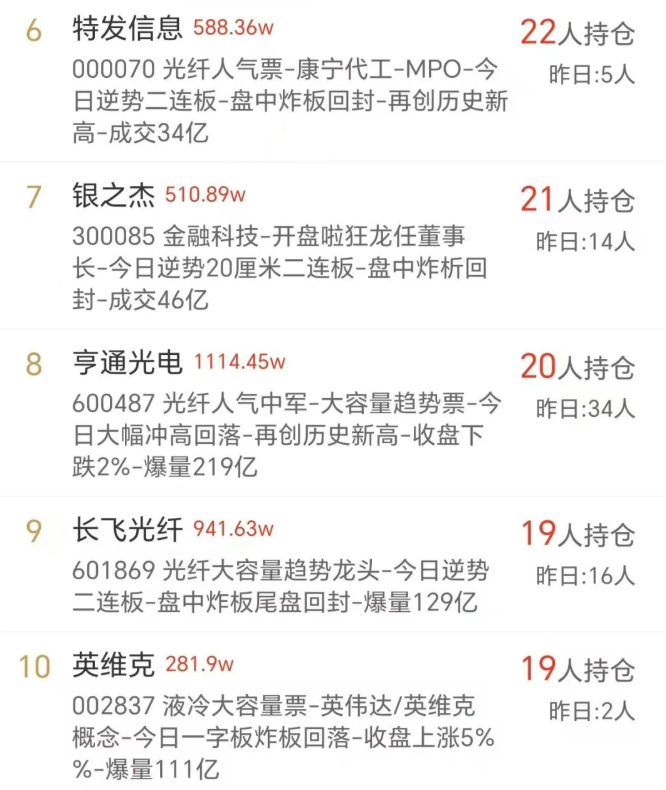 6 特发信息 588.36w 22人持仓
000070 光纤人气票-康宁代工-MPO-今 昨日:5人
日逆势二连板-盘中炸板回封-再创历史新
高-成交34亿
7 银之杰 510.89w 21人持仓
300085 金融科技-开盘啦狂龙任董事 昨日:14人
长-今日逆势20厘米二连板-盘中炸析回
封-成交46亿
8 亨通光电 1114.45w 20人持仓
600487 光纤人气中军-大容量趋势票-今 昨日:34人
日大幅冲高回落-再创历史新高-收盘下
跌2%-爆量219亿
9 长飞光纤 941.63w 19人持仓
601869 光纤大容量趋势龙头-今日逆势 昨日:16人
二连板-盘中炸板尾盘回封-爆量129亿
10 英维克 281.9w 19人持仓
002837 液冷大容量票-英伟达/英维克 昨日:2人
概念-今日一字板炸板回落-收盘上涨5%
%-爆量111亿